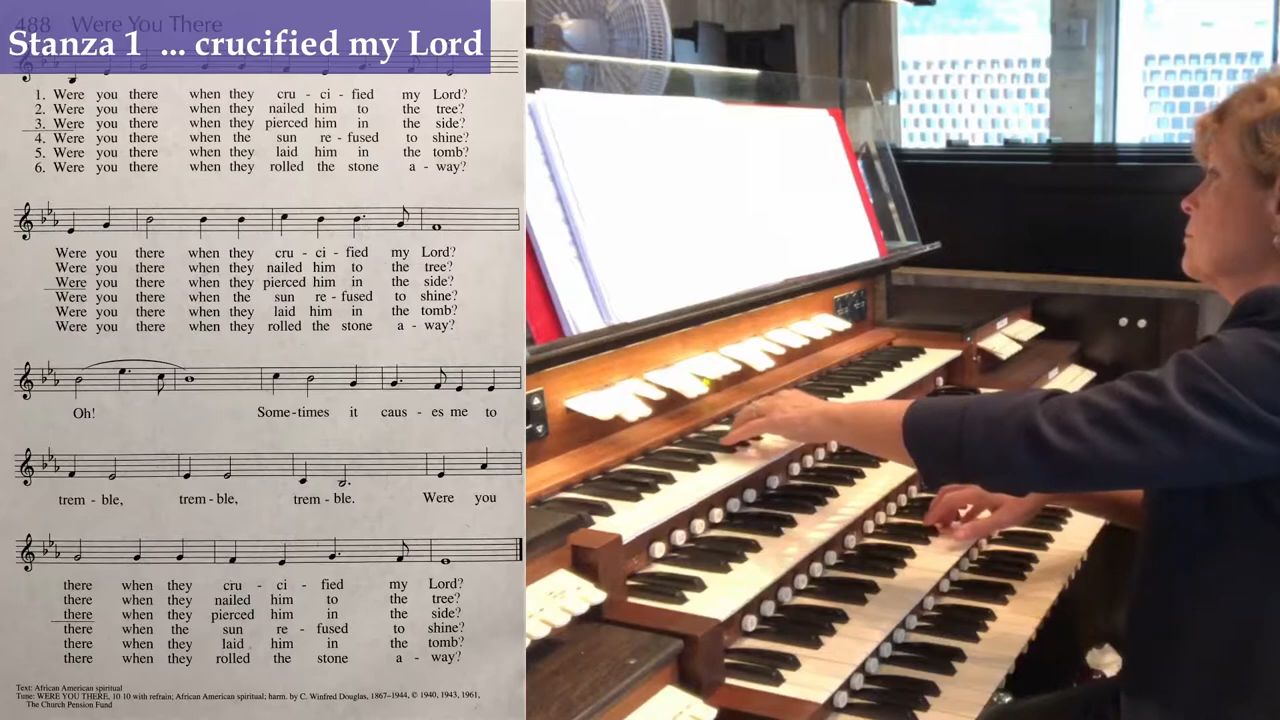 488 Were You There
Stanza 1 ... crucified my Lord
1. Were you there when they cru - ci - fied my Lord?
2. Were you there when they nailed him to the tree?
3. Were you there when they pierced him in the side?
4. Were you there when the sun re - fused to shine?
5. Were you there when they laid him in the tomb?
6. Were you there when they rolled the stone a - way?
Were you there when they cru - ci - fied my Lord?
Were you there when they nailed him to the tree?
Were you there when they pierced him in the side?
Were you there when the sun re - fused to shine?
Were you there when they laid him in the tomb?
Were you there when they rolled the stone a - way?
Oh! Some-times it caus - es me to
trem - ble, trem - ble, trem - ble. Were you
there when they cru - ci - fied my Lord?
there when they nailed him to the tree?
there when they pierced him in the side?
there when the sun re - fused to shine?
there when they laid him in the tomb?
there when they rolled the stone a - way?
Text: African American spiritual
Tune: WERE YOU THERE, 10 10 with refrain; African American spiritual; harm. by C. Winfred Douglas, 1867–1944, © 1940, 1943, 1961,
The Church Pension Fund